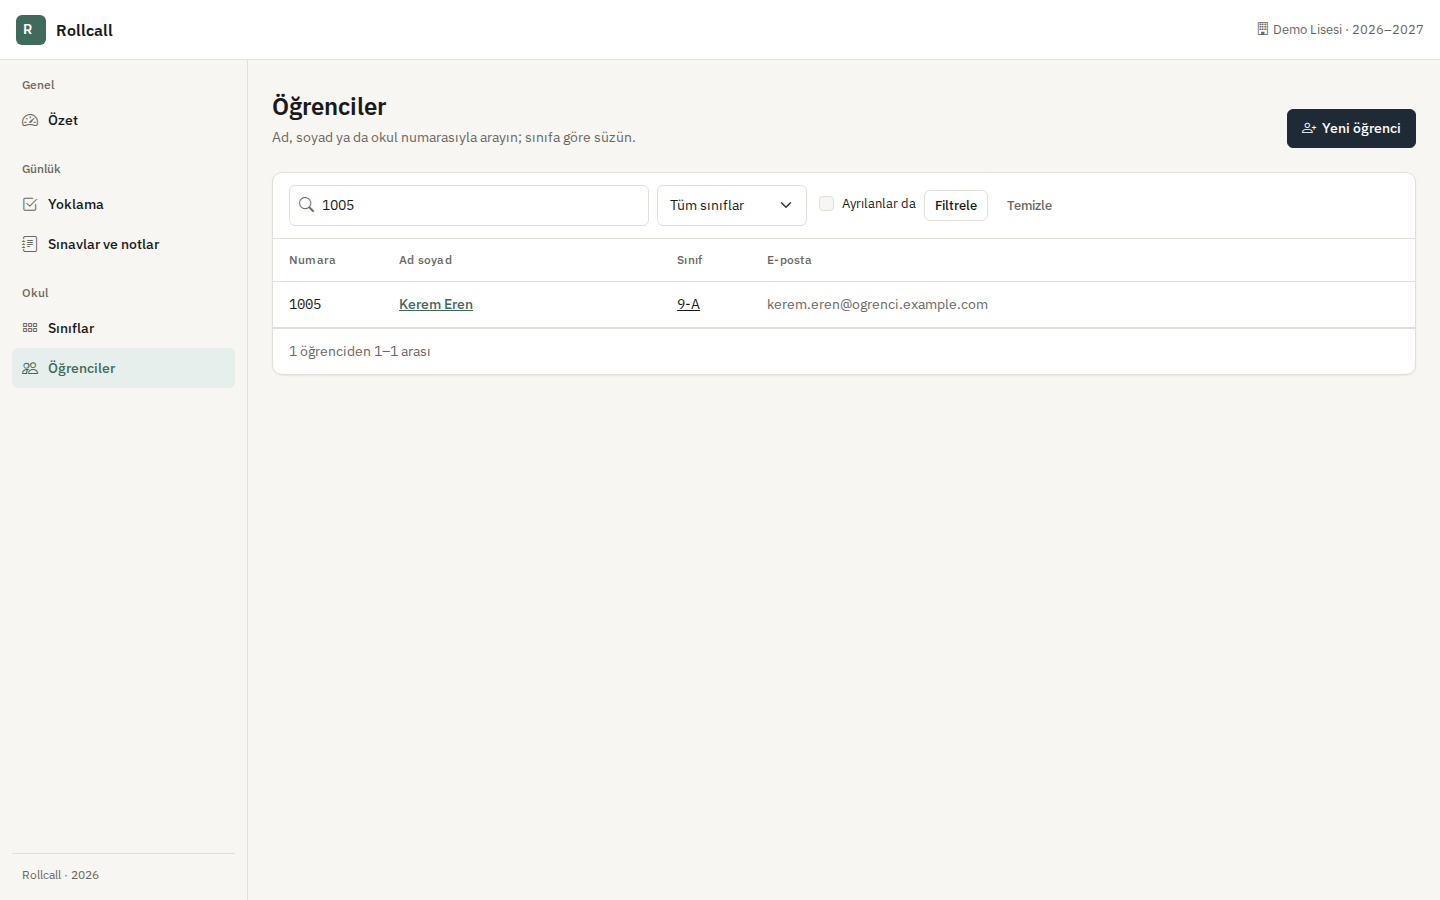 R Rollcall
Demo Lisesi · 2026–2027
Genel
Özet
Günlük
Yoklama
Sınavlar ve notlar
Okul
Sınıflar
Öğrenciler
Rollcall · 2026
Öğrenciler
Ad, soyad ya da okul numarasıyla arayın; sınıfa göre süzün.
Yeni öğrenci
1005 Tüm sınıflar Ayrılanlar da Filtrele Temizle
Numara Ad soyad Sınıf E-posta
1005 Kerem Eren 9-A kerem.eren@ogrenci.example.com
1 öğrenciden 1–1 arası